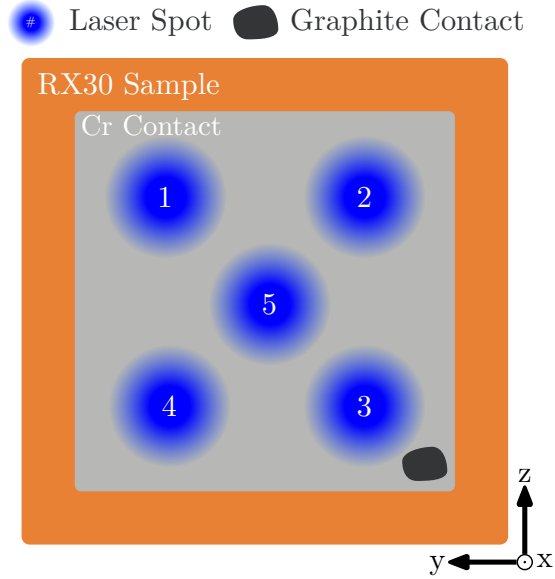 # Laser Spot Graphite Contact
RX30 Sample
Cr Contact
1 2
5
4 3
z
y x